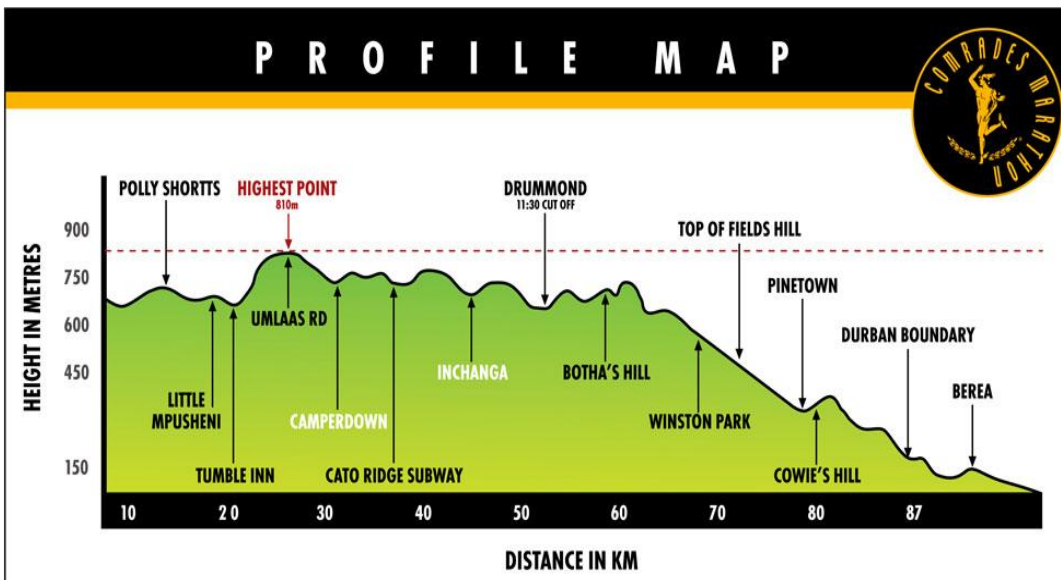 PROFILE MAP
COMRADES MARATHON
POLLY SHORTTS
HIGHEST POINT
810m
DRUMMOND
11:30 CUT OFF
TOP OF FIELDS HILL
PINETOWN
DURBAN BOUNDARY
BEREA
HEIGHT IN METRES
900
750
600
450
150
UMLAAS RD
LITTLE
MPUSHENI
TUMBLE INN
CAMPERDOWN
CATO RIDGE SUBWAY
INCHANGA
BOTHA'S HILL
WINSTON PARK
COWIE'S HILL
10 20 30 40 50 60 70 80 87
DISTANCE IN KM